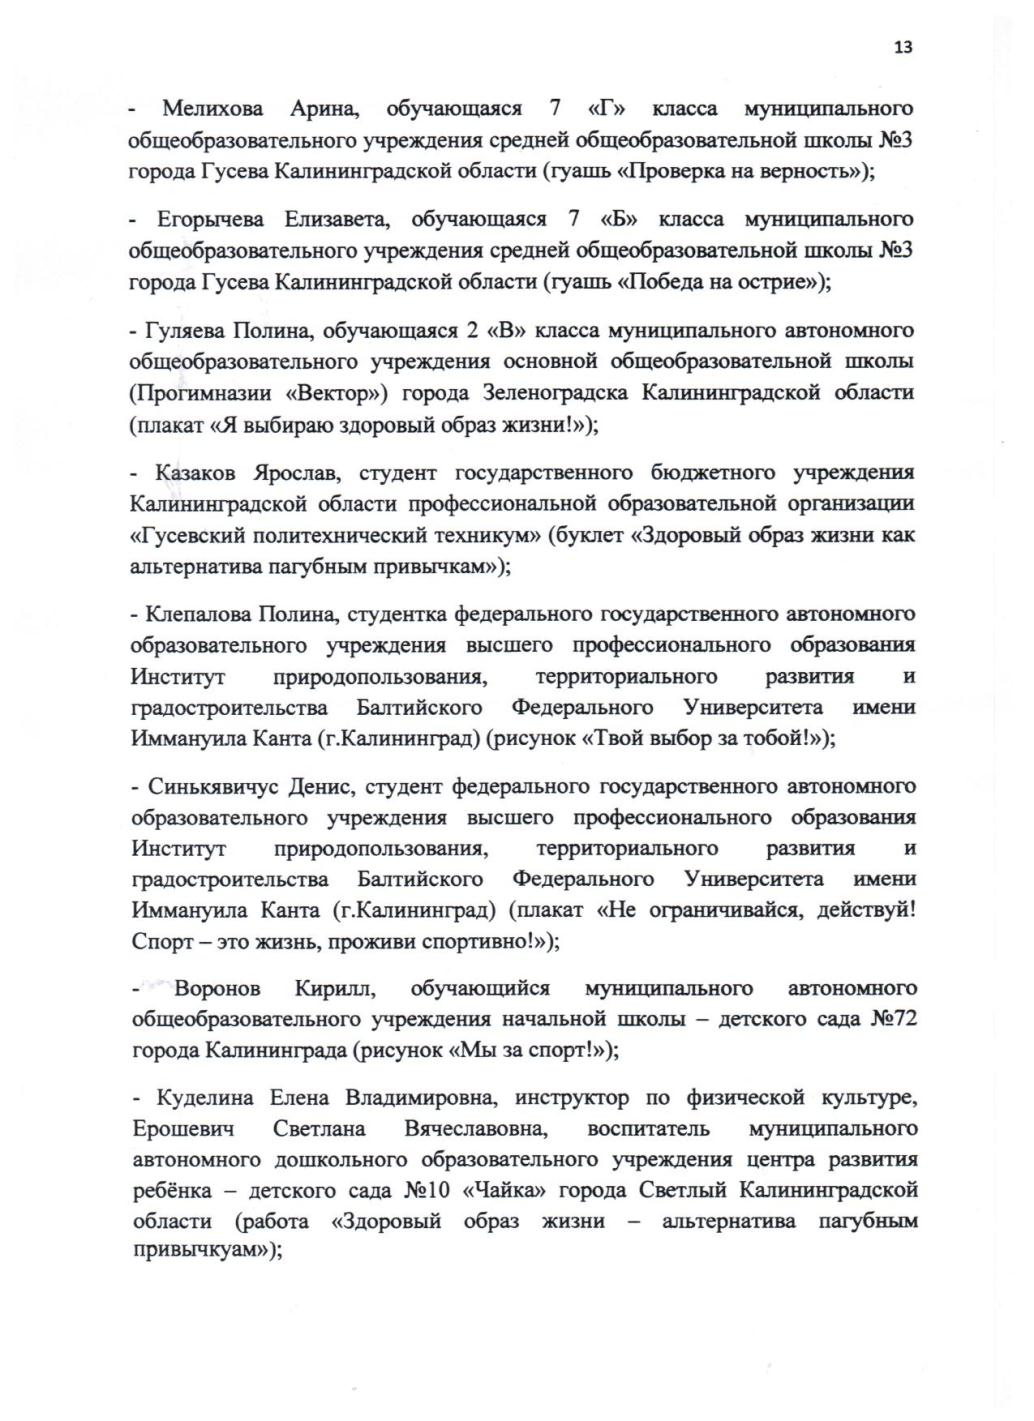 13
- Мелихова Арина, обучающаяся 7 «Г» класса муниципального
общеобразовательного учреждения средней общеобразовательной школы №3
города Гусева Калининградской области (гуашь «Проверка на верность»);
- Егорычева Елизавета, обучающаяся 7 «Б» класса муниципального
общеобразовательного учреждения средней общеобразовательной школы №3
города Гусева Калининградской области (гуашь «Победа на острие»);
- Гуляева Полина, обучающаяся 2 «В» класса муниципального автономного
общеобразовательного учреждения основной общеобразовательной школы
(Прогимназии «Вектор») города Зеленоградска Калининградской области
(плакат «Я выбираю здоровый образ жизни!»);
- Казаков Ярослав, студент государственного бюджетного учреждения
Калининградской области профессиональной образовательной организации
«Гусевский политехнический техникум» (буклет «Здоровый образ жизни как
альтернатива пагубным привычкам»);
- Клепалова Полина, студентка федерального государственного автономного
образовательного учреждения высшего профессионального образования
Институт природопользования, территориального развития и
градостроительства Балтийского Федерального Университета имени
Иммануила Канта (г.Калининград) (рисунок «Твой выбор за тобой!»);
- Синькявичус Денис, студент федерального государственного автономного
образовательного учреждения высшего профессионального образования
Институт природопользования, территориального развития и
градостроительства Балтийского Федерального Университета имени
Иммануила Канта (г.Калининград) (плакат «Не ограничивайся, действуй!
Спорт – это жизнь, проживи спортивно!»);
- Воронов Кирилл, обучающийся муниципального автономного
общеобразовательного учреждения начальной школы – детского сада №72
города Калининграда (рисунок «Мы за спорт!»);
- Куделина Елена Владимировна, инструктор по физической культуре,
Ерошевич Светлана Вячеславовна, воспитатель муниципального
автономного дошкольного образовательного учреждения центра развития
ребёнка – детского сада №10 «Чайка» города Светлый Калининградской
области (работа «Здоровый образ жизни – альтернатива пагубным
привычкуам»);